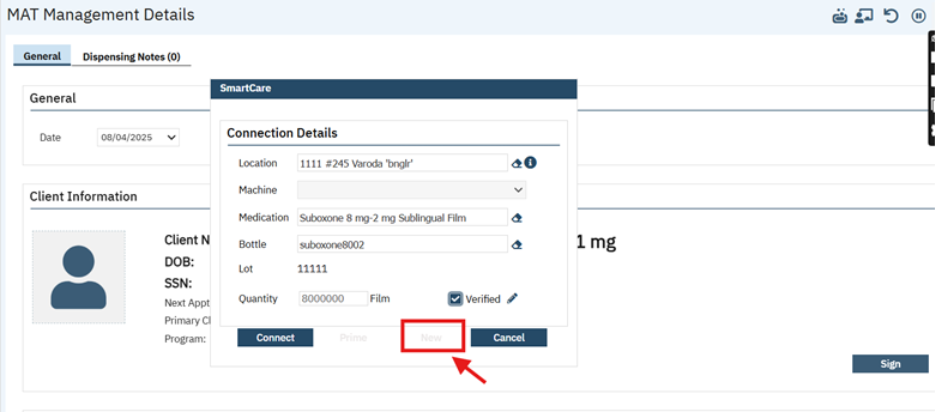 MAT Management Details
General Dispensing Notes (0)
General
Date 08/04/2025
Client Information
Client N
DOB:
SSN:
Next Appt
Primary Cl
Program:
1 mg
Sign
SmartCare
Connection Details
Location 1111 #245 Varoda 'bnglr'
Machine
Medication Suboxone 8 mg-2 mg Sublingual Film
Bottle suboxone8002
Lot 11111
Quantity 8000000 Film Verified
Connect Prime New Cancel